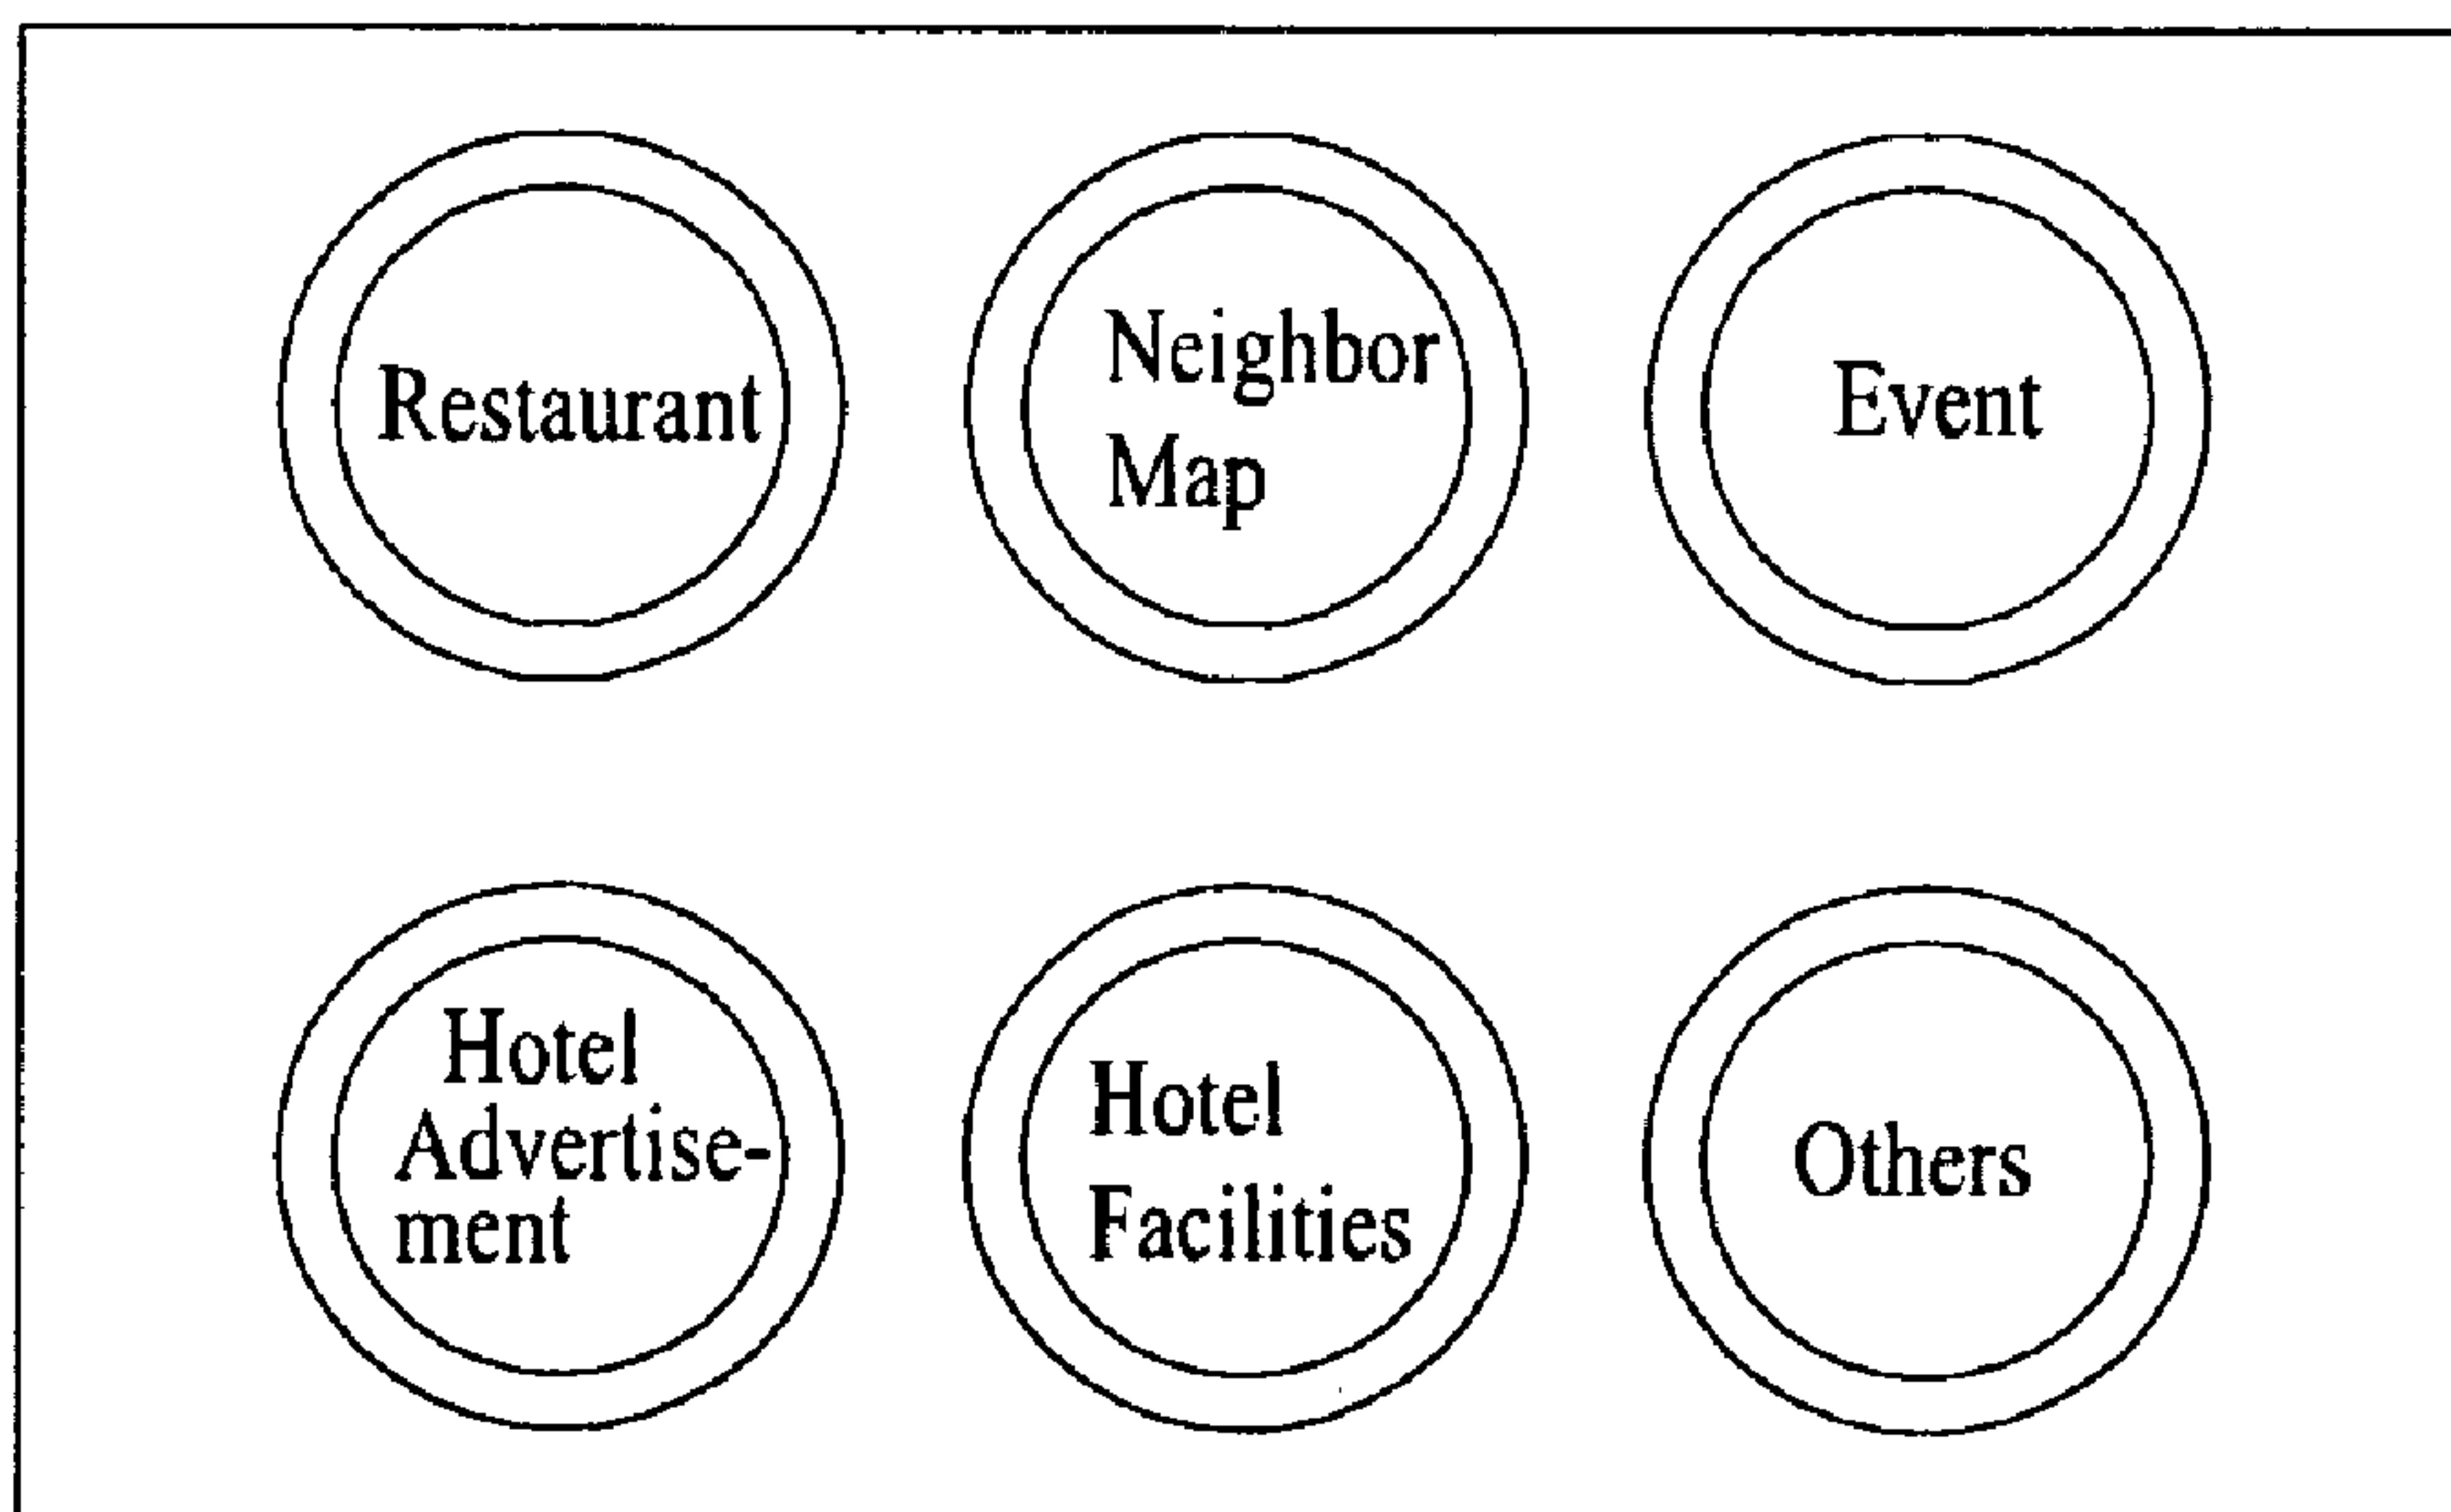 Restaurant
Neighbor
Map
Event
Hotel
Advertise-
ment
Hotel
Facilities
Others